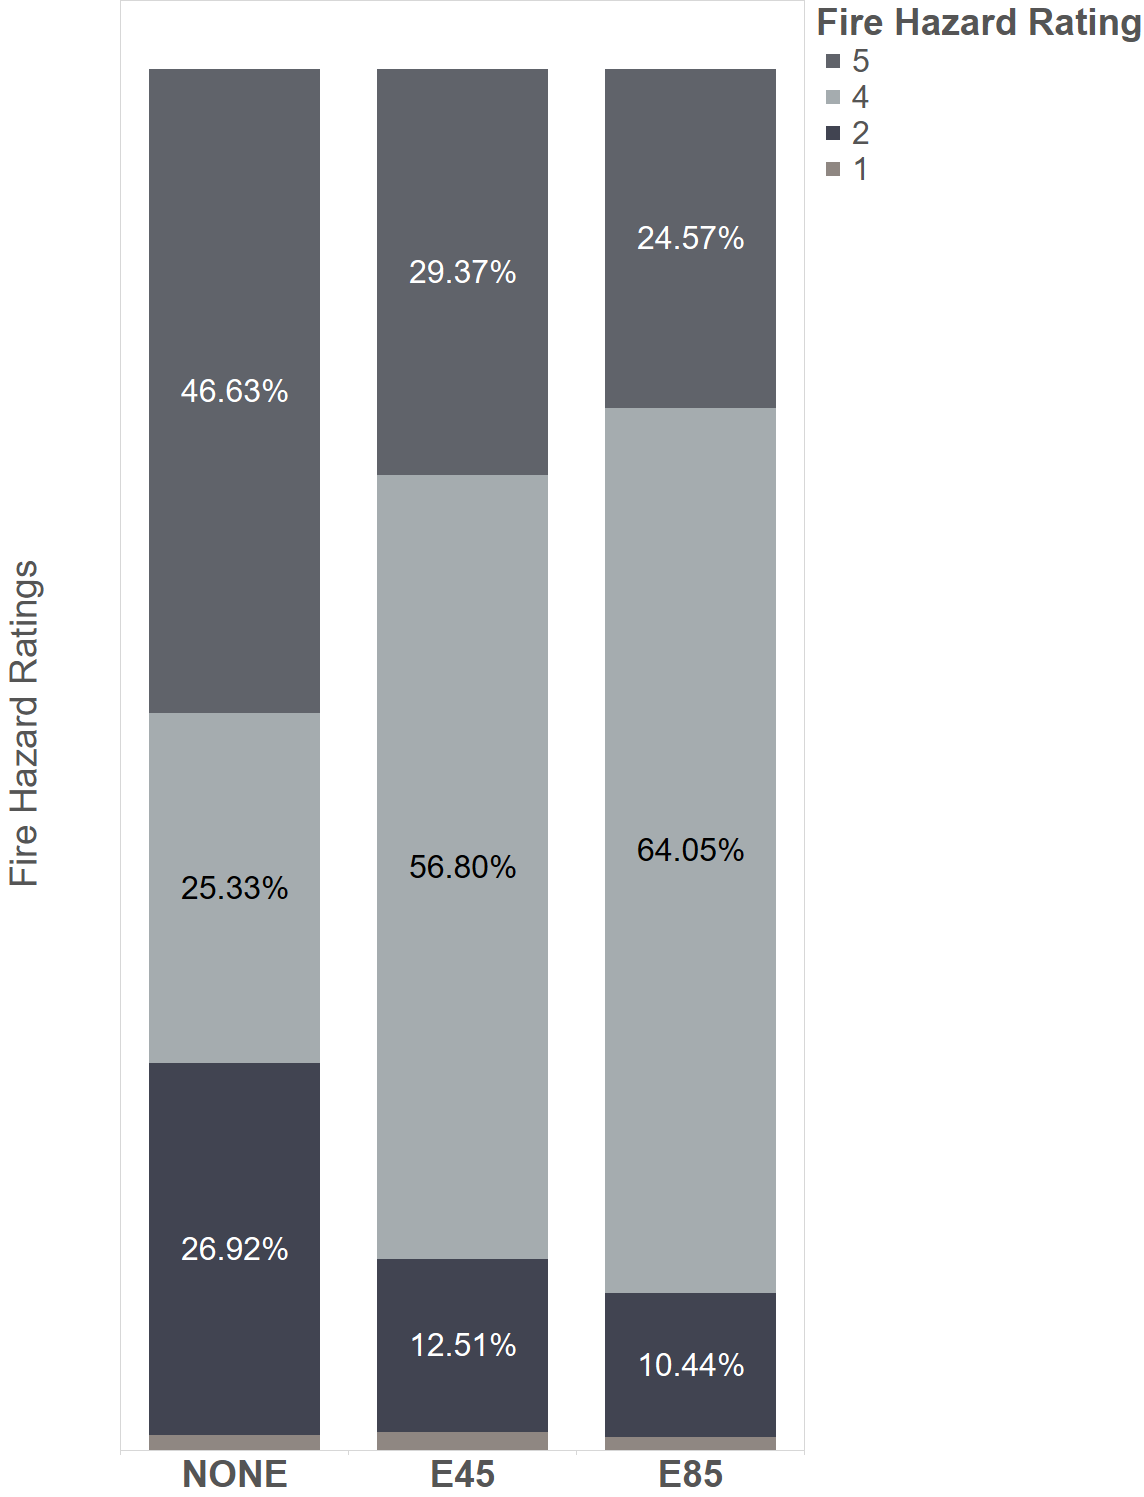 Fire Hazard Rating
5
4
2
1
Fire Hazard Ratings
46.63%
25.33%
26.92%
29.37%
56.80%
12.51%
24.57%
64.05%
10.44%
NONE
E45
E85